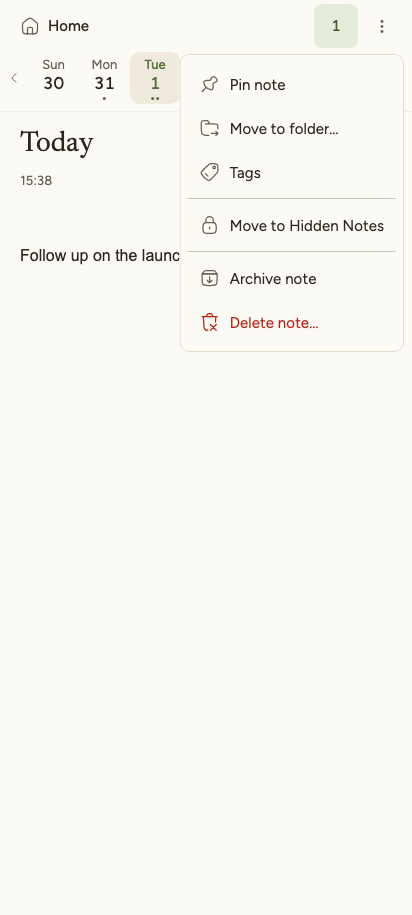 Home
1
Sun
30
Mon
31
Tue
1
Today
15:38
Follow up on the
Pin note
Move to folder...
Tags
Move to Hidden Notes
Archive note
Delete note...